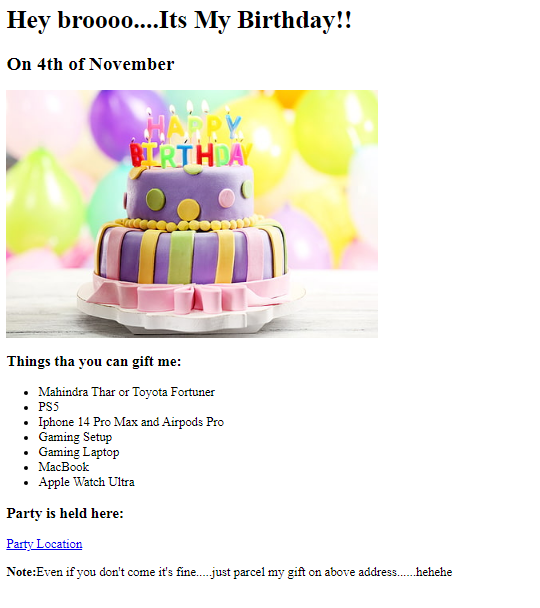 Hey broooo....Its My Birthday!!
On 4th of November
HAPPY
BIRTHDAY
Things tha you can gift me:
Mahindra Thar or Toyota Fortuner
PS5
Iphone 14 Pro Max and Airpods Pro
Gaming Setup
Gaming Laptop
MacBook
Apple Watch Ultra
Party is held here:
Party Location
Note:Even if you don't come it's fine.....just parcel my gift on above address......hehehe